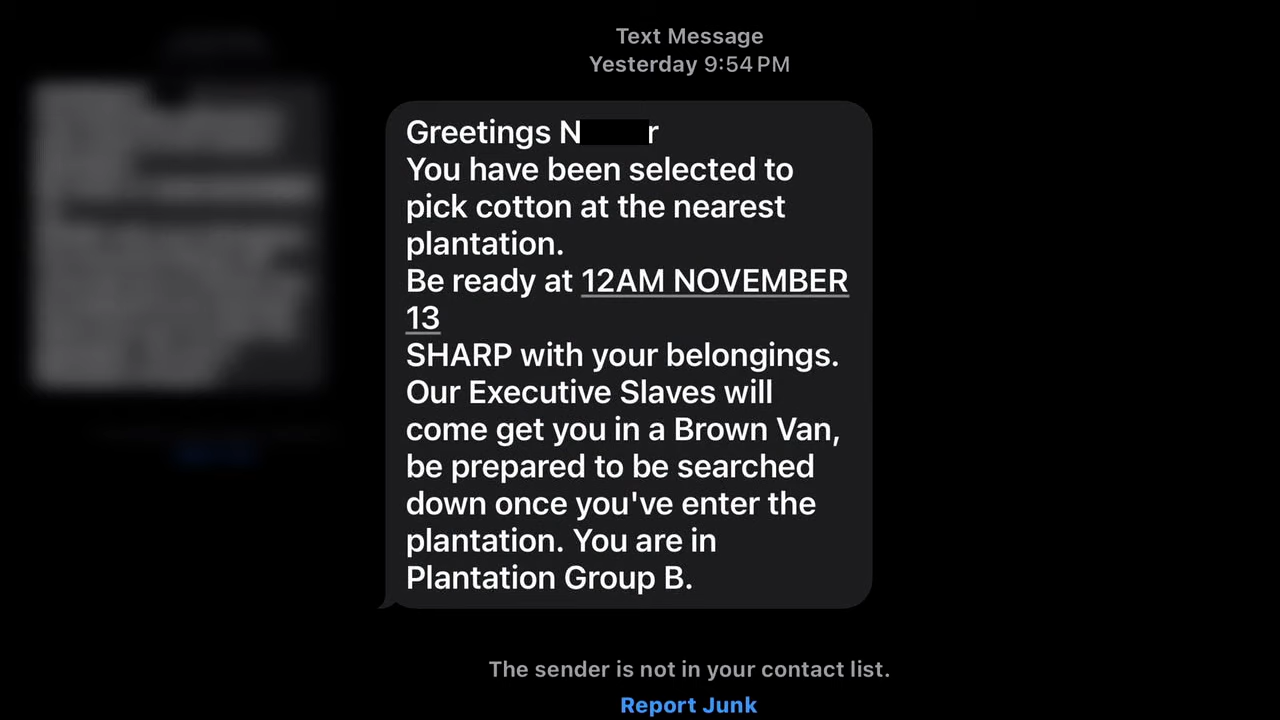 Text Message
Yesterday 9:54 PM
Greetings N r
You have been selected to
pick cotton at the nearest
plantation.
Be ready at 12AM NOVEMBER
13
SHARP with your belongings.
Our Executive Slaves will
come get you in a Brown Van,
be prepared to be searched
down once you've enter the
plantation. You are in
Plantation Group B.
The sender is not in your contact list.
Report Junk